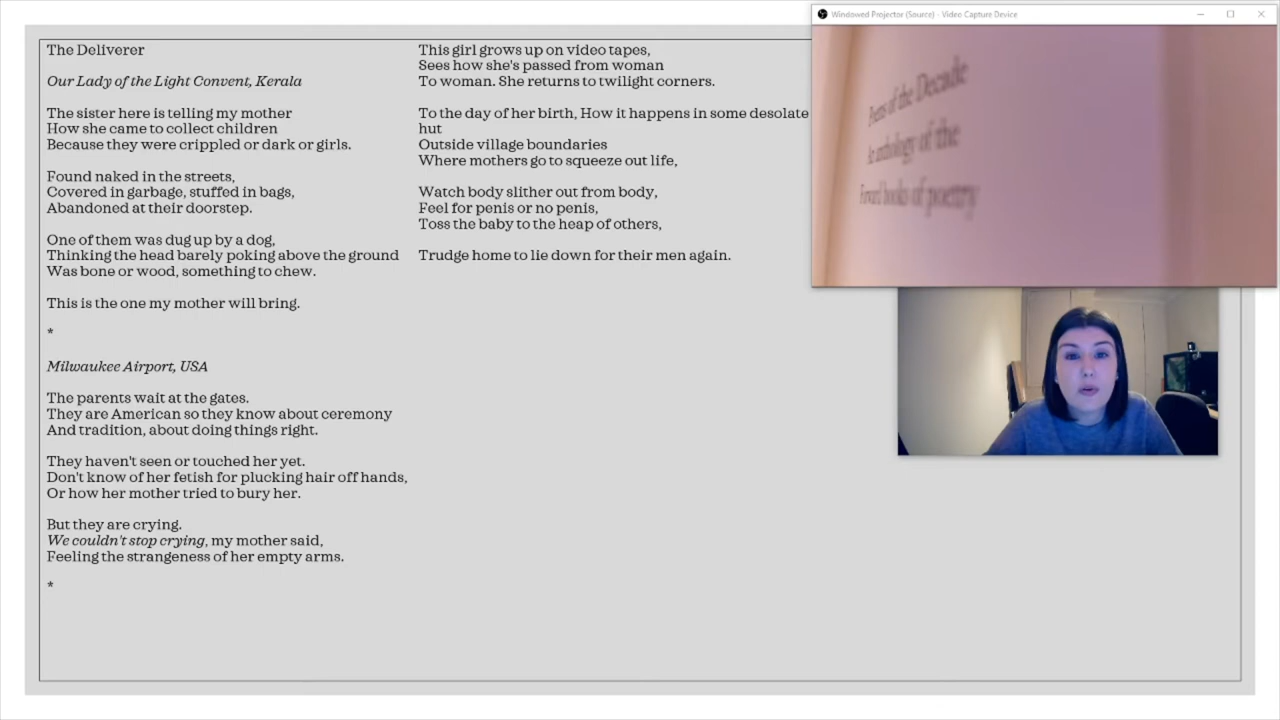 The Deliverer
Our Lady of the Light Convent, Kerala
The sister here is telling my mother
How she came to collect children
Because they were crippled or dark or girls.
Found naked in the streets,
Covered in garbage, stuffed in bags,
Abandoned at their doorstep.
One of them was dug up by a dog,
Thinking the head barely poking above the ground
Was bone or wood, something to chew.
This is the one my mother will bring.
*
Milwaukee Airport, USA
The parents wait at the gates.
They are American so they know about ceremony
And tradition, about doing things right.
They haven't seen or touched her yet.
Don't know of her fetish for plucking hair off hands,
Or how her mother tried to bury her.
But they are crying.
We couldn't stop crying, my mother said,
Feeling the strangeness of her empty arms.
*
This girl grows up on video tapes,
Sees how she's passed from woman
To woman. She returns to twilight corners.
To the day of her birth, How it happens in some desolate
hut
Outside village boundaries
Where mothers go to squeeze out life,
Watch body slither out from body,
Feel for penis or no penis,
Toss the baby to the heap of others,
Trudge home to lie down for their men again.
Windowed Projector (Source) - Video Capture Device
Poems of the Decade
An anthology of the
Forward books of poetry